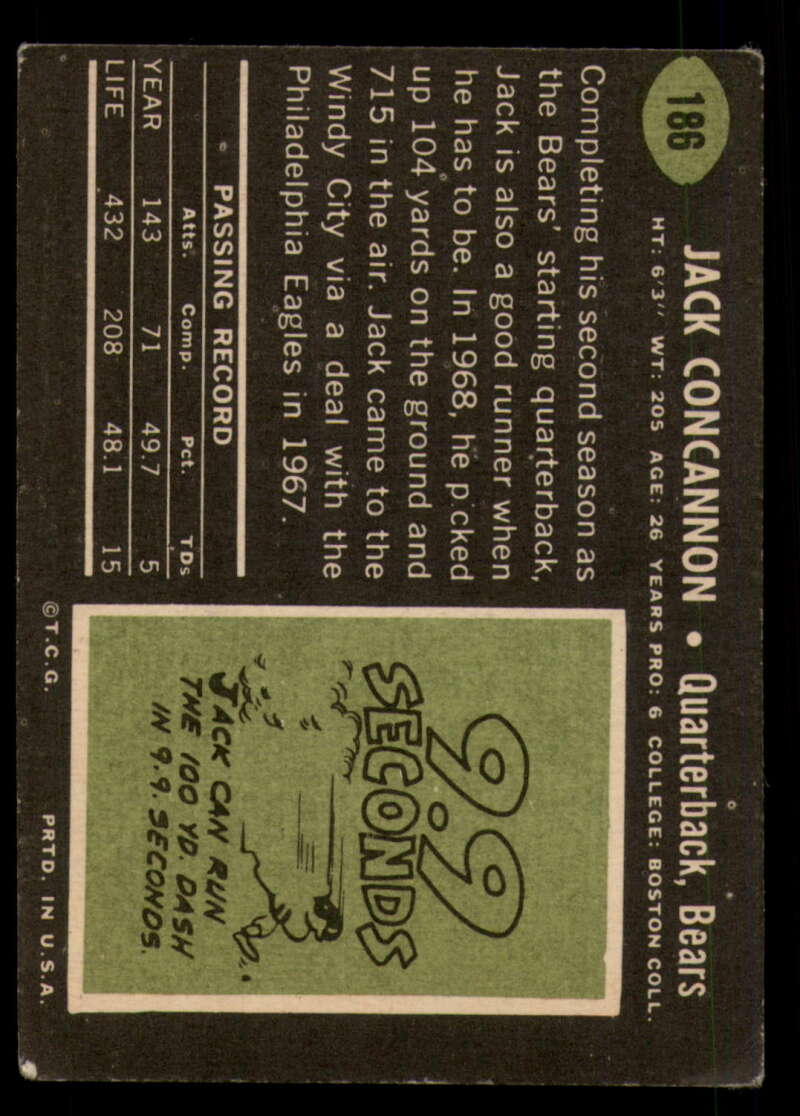 186
JACK CONCANNON • Quarterback, Bears
HT: 6'3" WT: 205 AGE: 26 YEARS PRO: 6 COLLEGE: BOSTON COLL.
Completing his second season as
the Bears' starting quarterback,
Jack is also a good runner when
he has to be. In 1968, he p cked
up 104 yards on the ground and
715 in the air. Jack came to the
Windy City via a deal with the
Philadelphia Eagles in 1967.
PASSING RECORD
Atts. Comp. Pct. TDs
YEAR 143 71 49.7 5
LIFE 432 208 48.1 15
9.9
SECONDS
JACK CAN RUN
THE 100 YD. DASH
IN 9.9. SECONDS.
©T.C.G. PRTD. IN U.S.A.